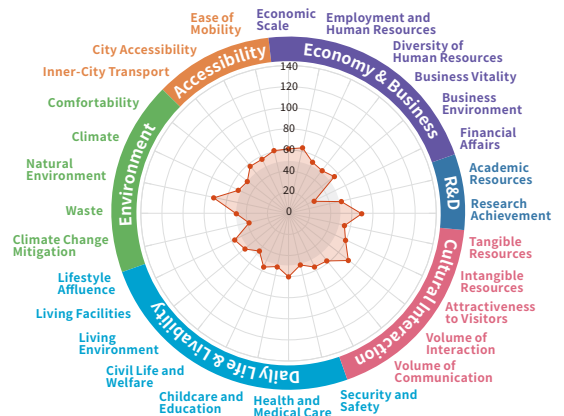 Economic
Scale
Employment and
Human Resources
Diversity of
Human Resources
Business Vitality
Business
Environment
Financial
Affairs
Academic
Resources
Research
Achievement
Tangible
Resources
Intangible
Resources
Attractiveness
to Visitors
Volume of
Interaction
Volume of
Communication
Security and
Safety
Health and
Medical Care
Childcare and
Education
Civil Life and
Welfare
Living
Environment
Living Facilities
Lifestyle
Affluence
Climate Change
Mitigation
Waste
Natural
Environment
Climate
Comfortability
Inner-City Transport
City Accessibility
Ease of
Mobility
Economy & Business
R&D
Cultural Interaction
Daily Life & Livability
Environment
Accessibility
140
120
100
80
60
40
20
0